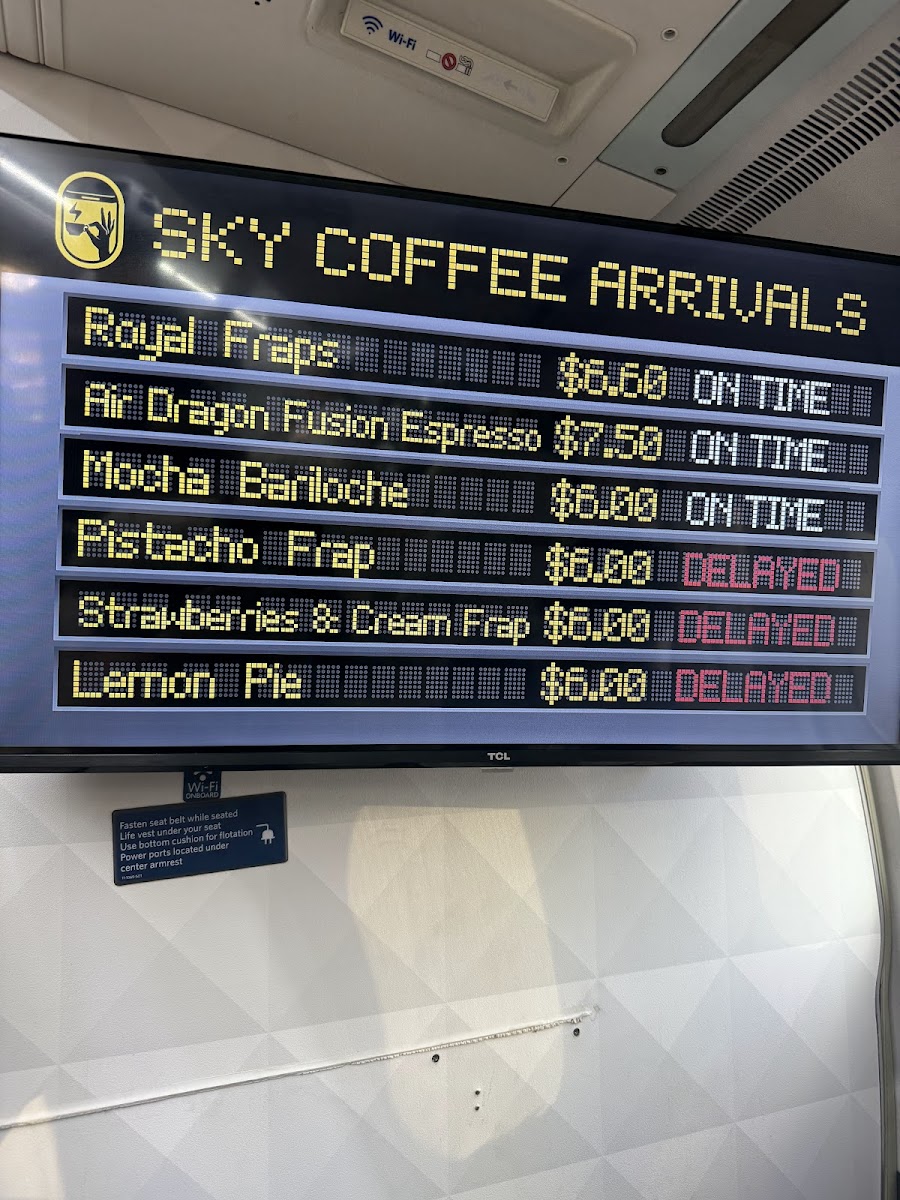 Wi-Fi
SKY COFFEE ARRIVALS
Royal Fraps $6.60 ON TIME
Air Dragon Fusion Espresso $7.50 ON TIME
Mocha Bariloche $6.00 ON TIME
Pistacho Frap $6.00 DELAYED
Strawberries & Cream Frap $6.00 DELAYED
Lemon Pie $6.00 DELAYED
TCL
Wi-Fi
ONBOARD
Fasten seat belt while seated
Life vest under your seat
Use bottom cushion for flotation
Power ports located under
center armrest